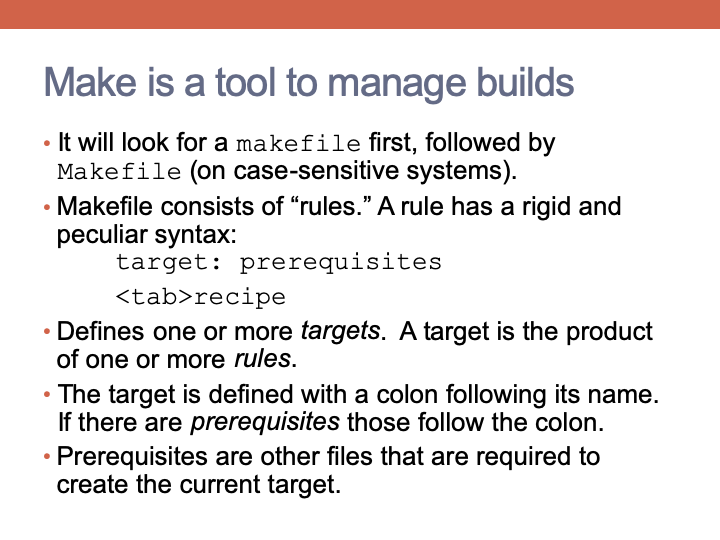 Make is a tool to manage builds
• It will look for a makefile first, followed by
Makefile (on case-sensitive systems).
• Makefile consists of “rules.” A rule has a rigid and
peculiar syntax:
target: prerequisites
<tab>recipe
• Defines one or more targets.  A target is the product
of one or more rules.
• The target is defined with a colon following its name.
If there are prerequisites those follow the colon.
• Prerequisites are other files that are required to
create the current target.